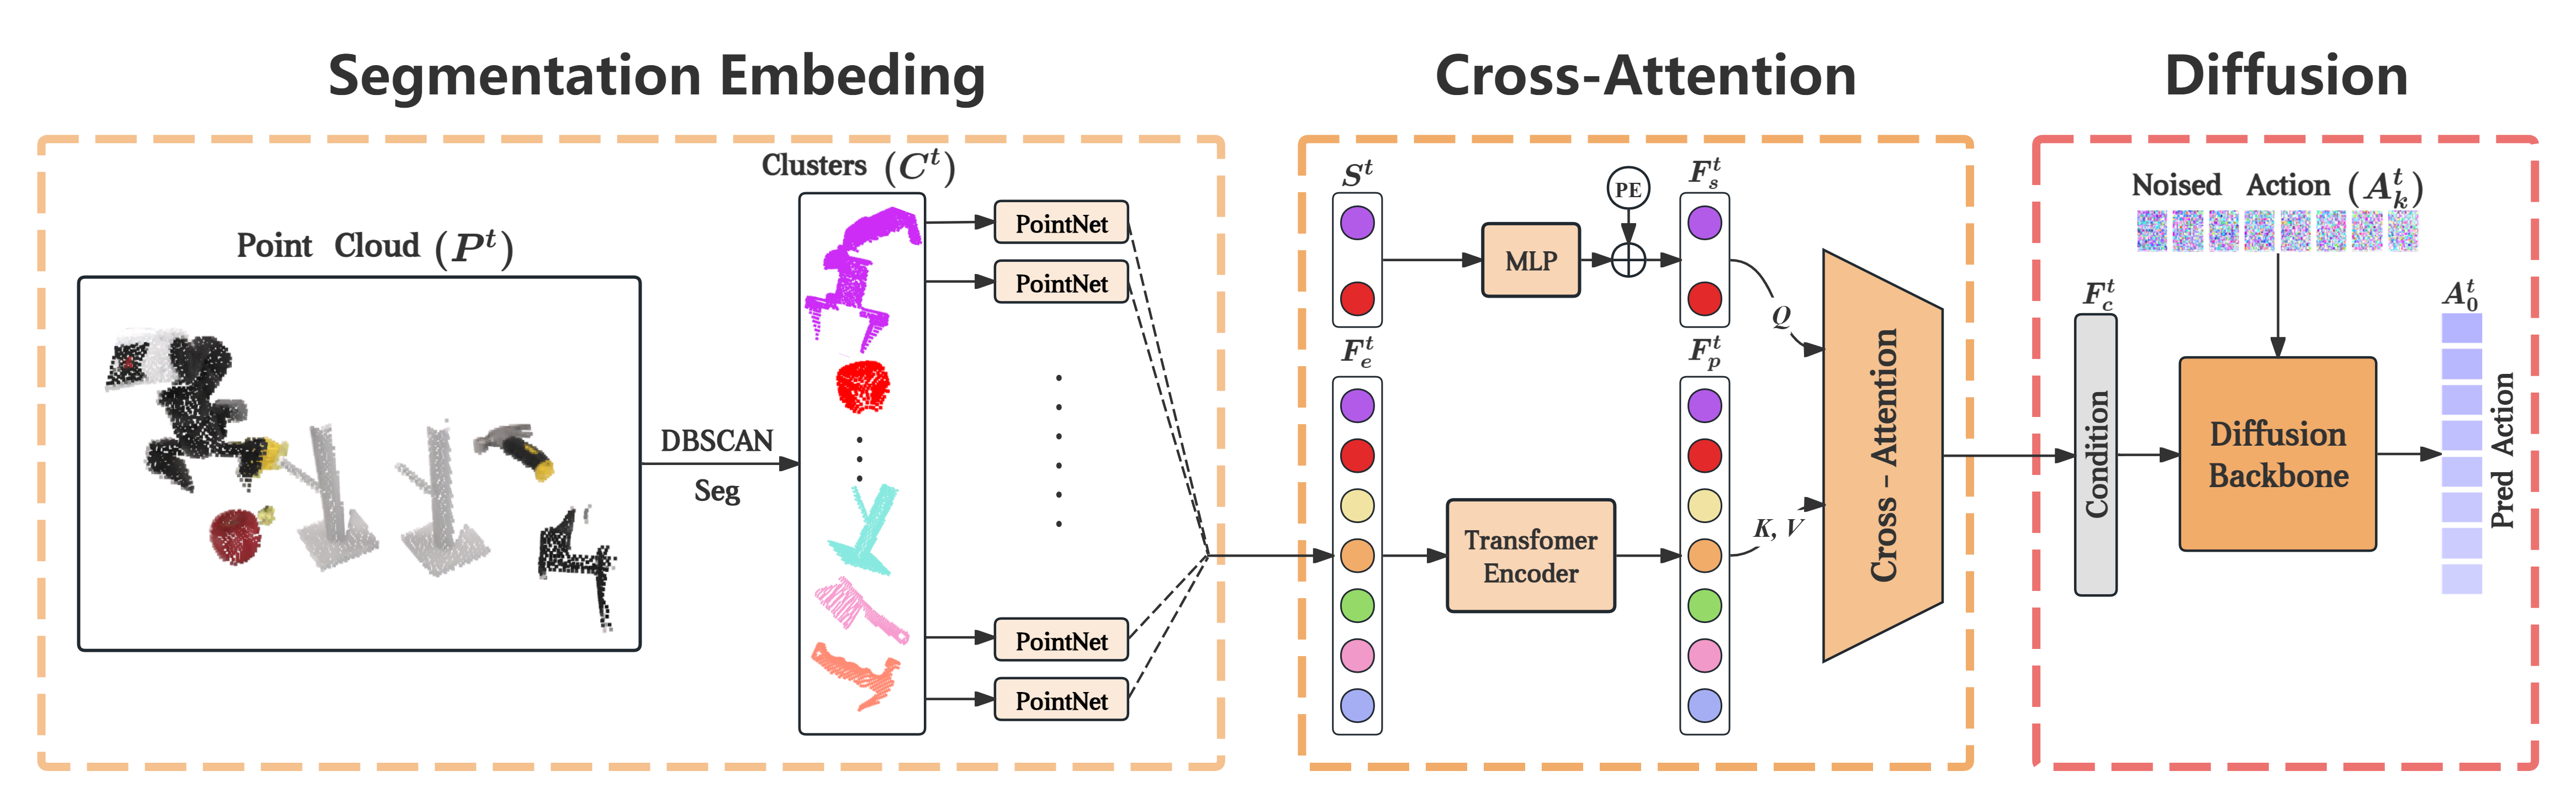 Segmentation Embeding
Cross-Attention
Diffusion
Point Cloud (P^t)
DBSCAN
Seg
Clusters (C^t)
PointNet
PointNet
PointNet
PointNet
S^t
MLP
PE
F_s^t
Q
F_e^t
Transfomer
Encoder
F_p^t
K, V
Cross - Attention
Noised Action (A_k^t)
F_c^t
Condition
Diffusion
Backbone
A_0^t
Pred Action